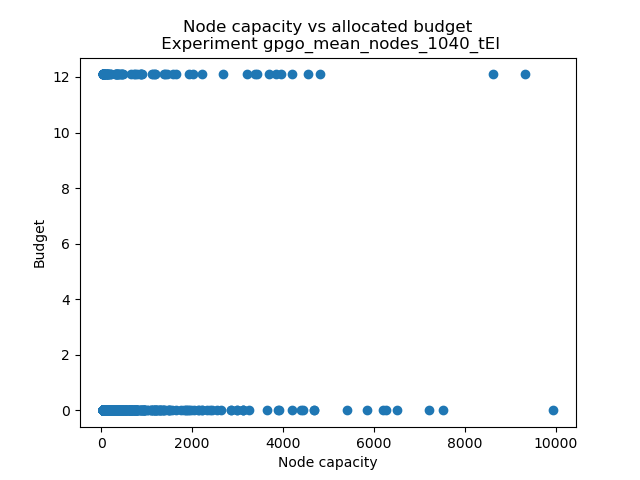 Node capacity vs allocated budget
Experiment gpgo_mean_nodes_1040_tEI
12
10
8
6
4
2
0
Budget
0 2000 4000 6000 8000 10000
Node capacity